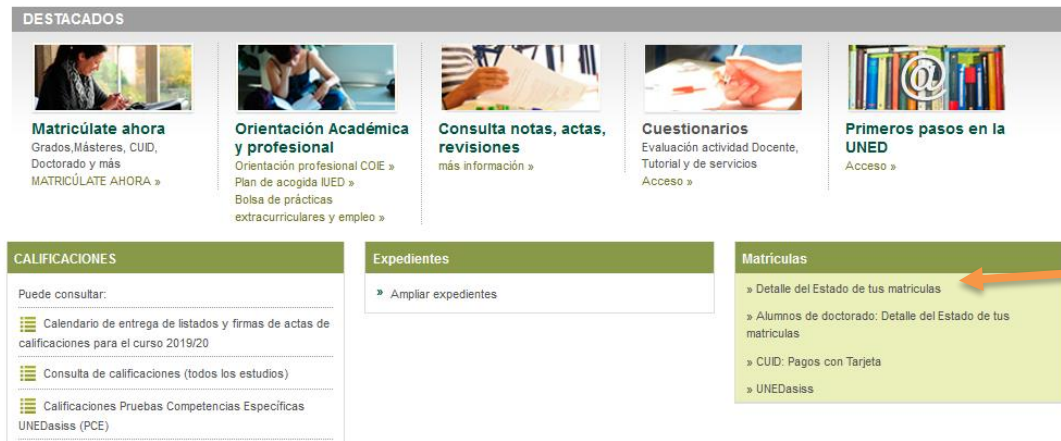 DESTACADOS
Matricúlate ahora
Grados,Másteres, CUID,
Doctorado y más
MATRICÚLATE AHORA »
Orientación Académica
y profesional
Orientación profesional COIE »
Plan de acogida IUED »
Bolsa de prácticas
extracurriculares y empleo »
Consulta notas, actas,
revisiones
más información »
Cuestionarios
Evaluación actividad Docente,
Tutorial y de servicios
Acceso »
@
Primeros pasos en la
UNED
Acceso »
CALIFICACIONES
Puede consultar:
Calendario de entrega de listados y firmas de actas de
calificaciones para el curso 2019/20
Consulta de calificaciones (todos los estudios)
Calificaciones Pruebas Competencias Específicas
UNEDasiss (PCE)
Expedientes
» Ampliar expedientes
Matrículas
» Detalle del Estado de tus matriculas
» Alumnos de doctorado: Detalle del Estado de tus
matriculas
» CUID: Pagos con Tarjeta
» UNEDasiss